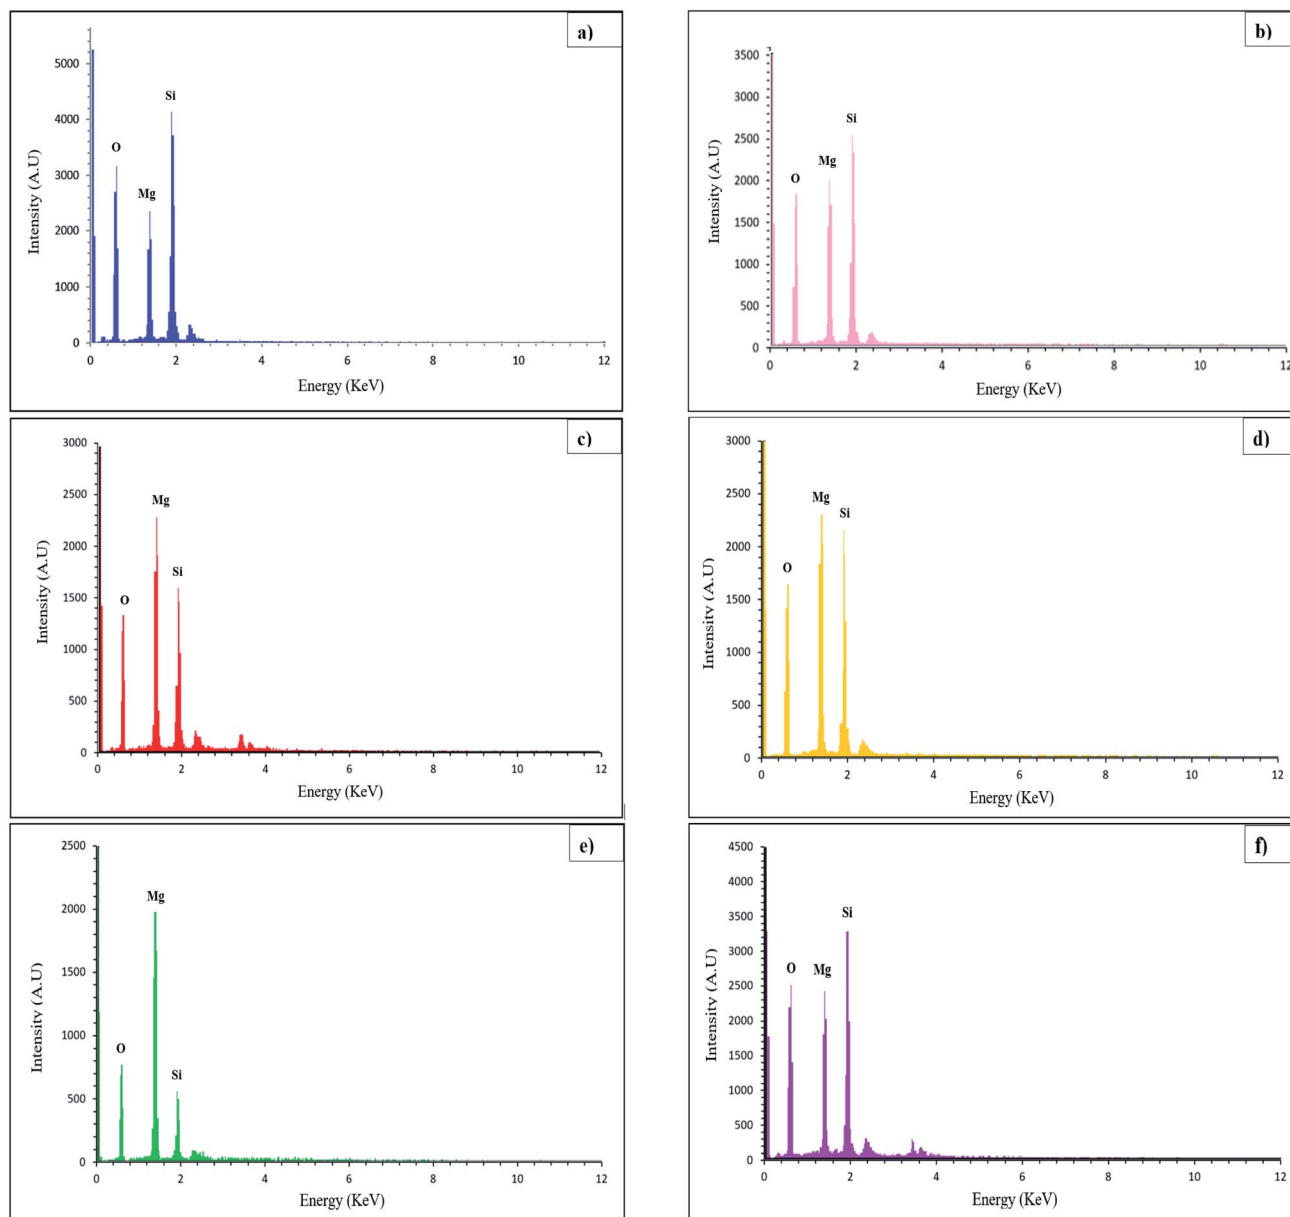 a)
Intensity (A.U)
5000
4000
3000
2000
1000
0
O
Mg
Si
0 2 4 6 8 10 12
Energy (KeV)
b)
Intensity (A.U)
3500
3000
2500
2000
1500
1000
500
0
O
Mg
Si
0 2 4 6 8 10 12
Energy (KeV)
c)
Intensity (A.U)
3000
2500
2000
1500
1000
500
0
O
Mg
Si
0 2 4 6 8 10 12
Energy (KeV)
d)
Intensity (A.U)
3000
2500
2000
1500
1000
500
0
O
Mg
Si
0 2 4 6 8 10 12
Energy (KeV)
e)
Intensity (A.U)
2500
2000
1500
1000
500
0
O
Mg
Si
0 2 4 6 8 10 12
Energy (KeV)
f)
Intensity (A.U)
4500
4000
3500
3000
2500
2000
1500
1000
500
0
O
Mg
Si
0 2 4 6 8 10 12
Energy (KeV)